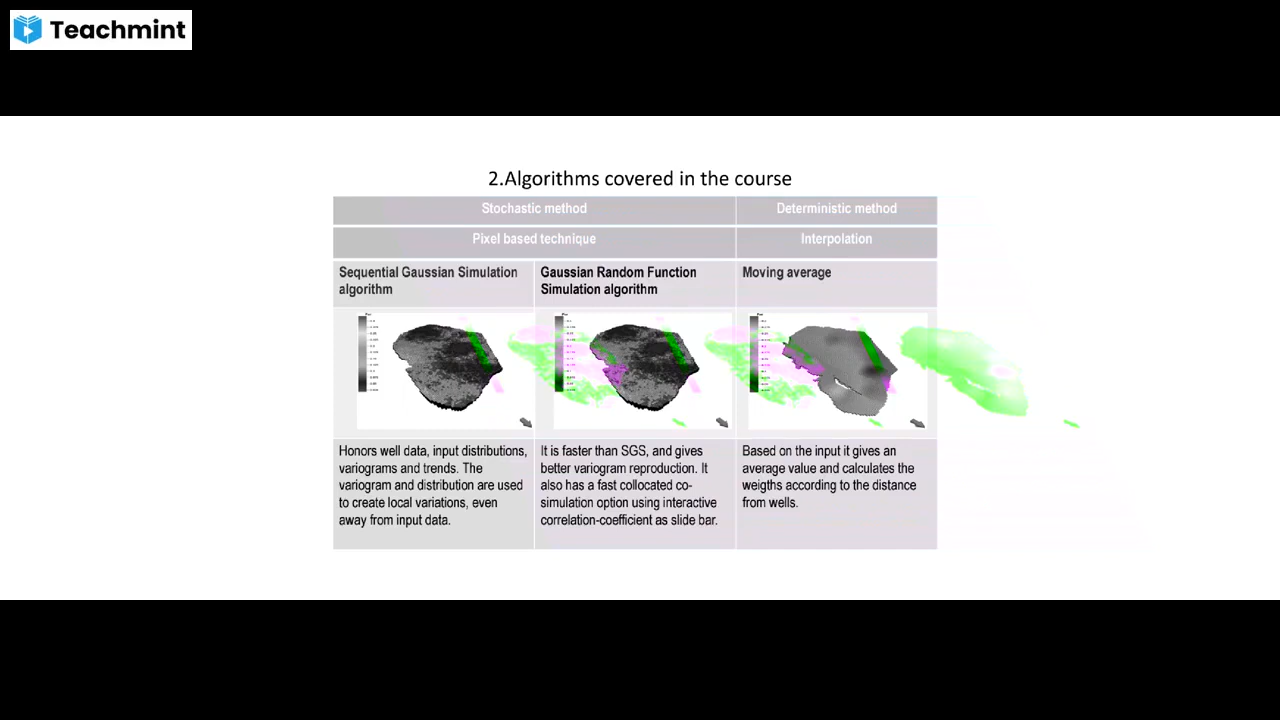 Teachmint
2.Algorithms covered in the course
Stochastic method
Deterministic method
Pixel based technique
Interpolation
Sequential Gaussian Simulation
algorithm
Gaussian Random Function
Simulation algorithm
Moving average
Honors well data, input distributions,
variograms and trends. The
variogram and distribution are used
to create local variations, even
away from input data.
It is faster than SGS, and gives
better variogram reproduction. It
also has a fast collocated co-
simulation option using interactive
correlation-coefficient as slide bar.
Based on the input it gives an
average value and calculates the
weigths according to the distance
from wells.